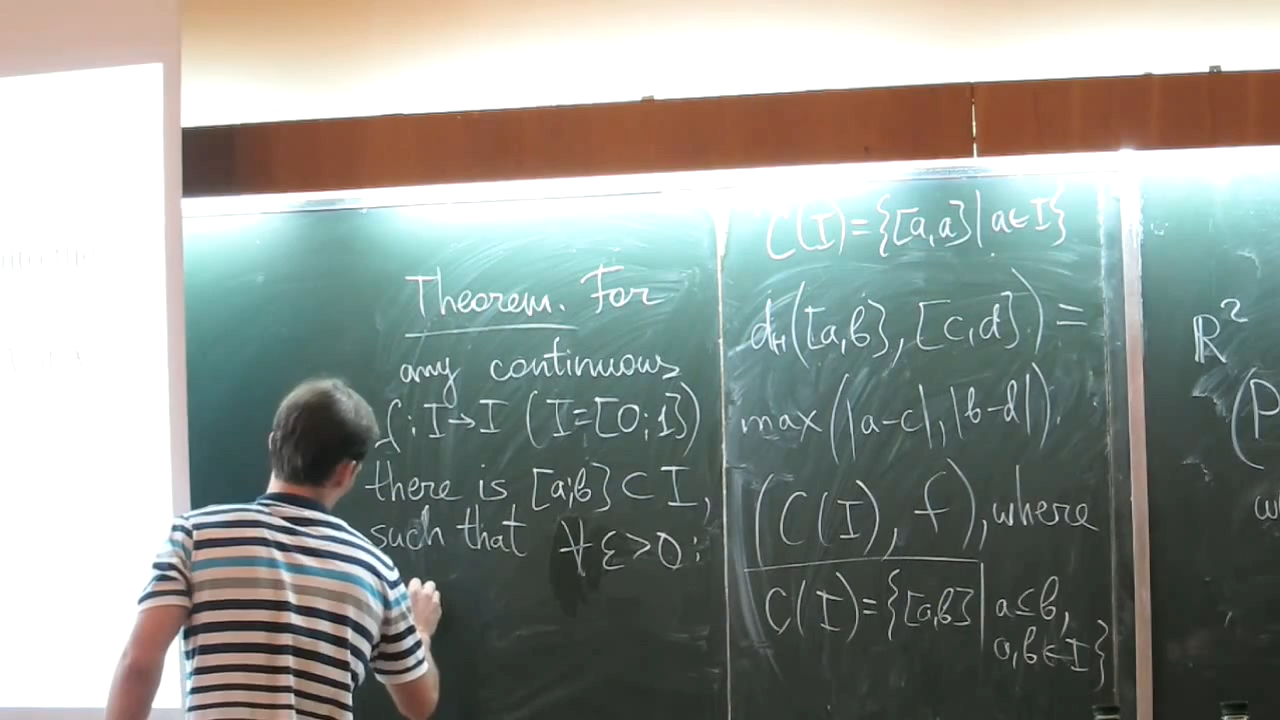 Theorem. For
any continuous
f: I→I (I=[0;1])
there is [a;b]⊂I,
such that ∀ε>0:
C(I)={[a,a]|a∈I}
d_H([a,b],[c,d])=
max(|a-c|,|b-d|).
(C(I), f), where
C(I)={[a,b]| a≤b,
a,b∈I}
ℝ²
(P